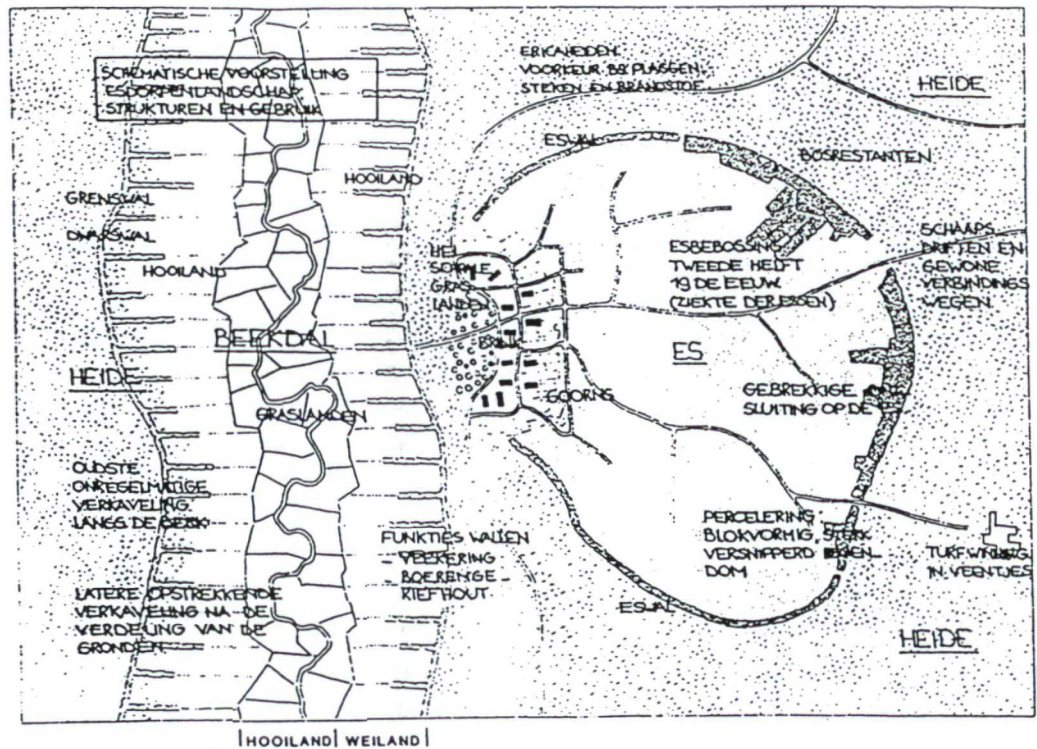 SCHEMATISCHE VOORSTELLING
ESDORPENLANDSCHAP
STRUKTUREN EN GEBRUIK
ERICAHEIDEN
VOORKEUR BIJ PLAGGEN
STEKEN EN BRANDSTOF
HEIDE
ESWAL
BOSRESTANTEN
HOOILAND
GRENSWAL
DWARSWAL
HOOILAND
SCHAAPS
DRIFTEN EN
GEWONE
VERBINDINGS
WEGEN
ESBEBOSSING
TWEEDE HELFT
19 DE EEUW
(ZIEKTE DER ESSEN)
GRAS
LANDEN
BEEKDAL
BRINK
ES
HEIDE
GRASLANDEN
GOORNS
GEBREKKIGE
SLUITING OP DE
OUDSTE
ONREGELMATIGE
VERKAVELING
LANGS DE BEEK
PERCELERING
BLOKVORMIG, STERK
VERSNIPPERD EIGEN
DOM
FUNKTIES WALLEN
VEEKERING
BOERENGE
RIEFHOUT
TURFWINNING
IN VEENTJES
LATERE OPSTREKKENDE
VERKAVELING NA DE
VERDELING VAN DE
GRONDEN
ESWAL
HEIDE
HOOILAND WEILAND